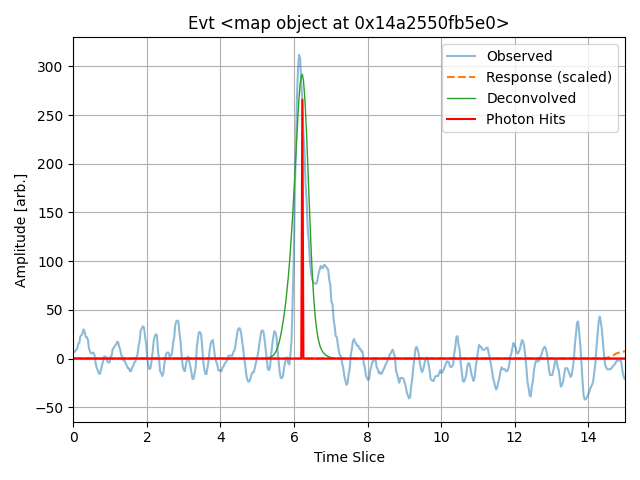 Evt <map object at 0x14a2550fb5e0>
Observed
Response (scaled)
Deconvolved
Photon Hits
Amplitude [arb.]
300
250
200
150
100
50
0
−50
0 2 4 6 8 10 12 14
Time Slice